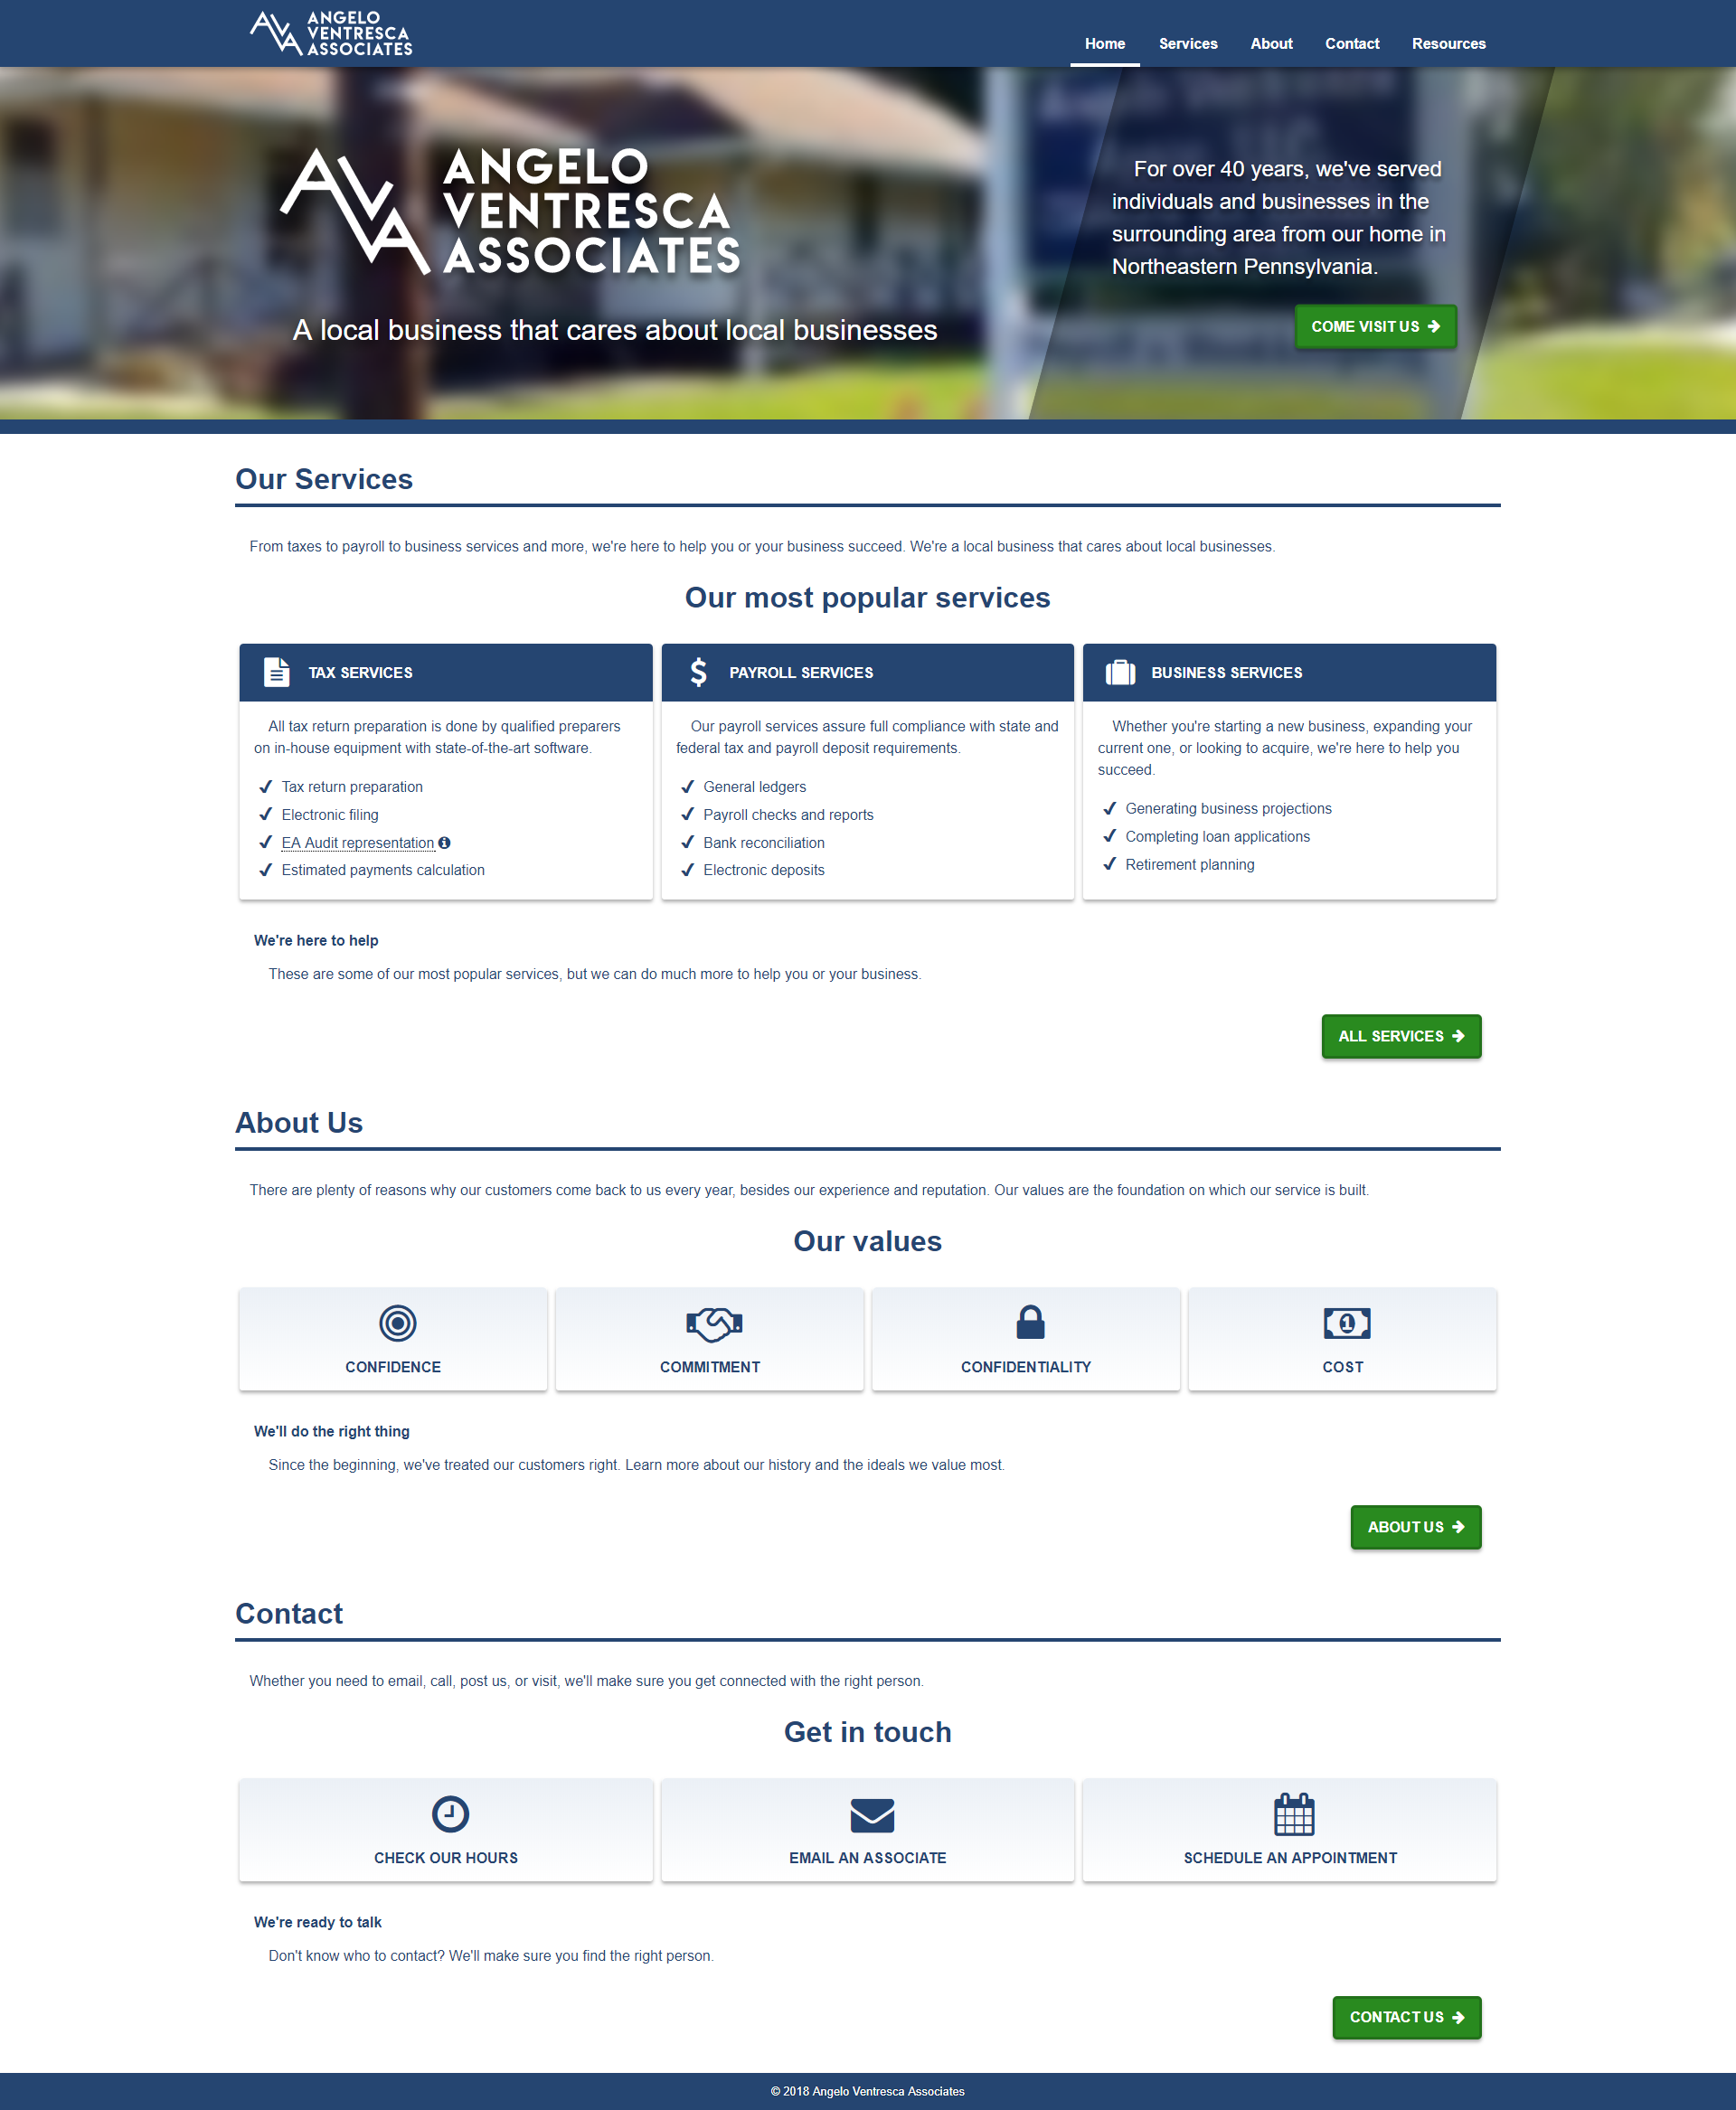 ANGELO
VENTRESCA
ASSOCIATES
Home Services About Contact Resources
ANGELO
VENTRESCA
ASSOCIATES
A local business that cares about local businesses
For over 40 years, we've served
individuals and businesses in the
surrounding area from our home in
Northeastern Pennsylvania.
COME VISIT US
Our Services
From taxes to payroll to business services and more, we're here to help you or your business succeed. We're a local business that cares about local businesses.
Our most popular services
TAX SERVICES
All tax return preparation is done by qualified preparers
on in-house equipment with state-of-the-art software.
Tax return preparation
Electronic filing
EA Audit representation
Estimated payments calculation
PAYROLL SERVICES
Our payroll services assure full compliance with state and
federal tax and payroll deposit requirements.
General ledgers
Payroll checks and reports
Bank reconciliation
Electronic deposits
BUSINESS SERVICES
Whether you're starting a new business, expanding your
current one, or looking to acquire, we're here to help you
succeed.
Generating business projections
Completing loan applications
Retirement planning
We're here to help
These are some of our most popular services, but we can do much more to help you or your business.
ALL SERVICES
About Us
There are plenty of reasons why our customers come back to us every year, besides our experience and reputation. Our values are the foundation on which our service is built.
Our values
CONFIDENCE
COMMITMENT
CONFIDENTIALITY
COST
We'll do the right thing
Since the beginning, we've treated our customers right. Learn more about our history and the ideals we value most.
ABOUT US
Contact
Whether you need to email, call, post us, or visit, we'll make sure you get connected with the right person.
Get in touch
CHECK OUR HOURS
EMAIL AN ASSOCIATE
SCHEDULE AN APPOINTMENT
We're ready to talk
Don't know who to contact? We'll make sure you find the right person.
CONTACT US
© 2018 Angelo Ventresca Associates